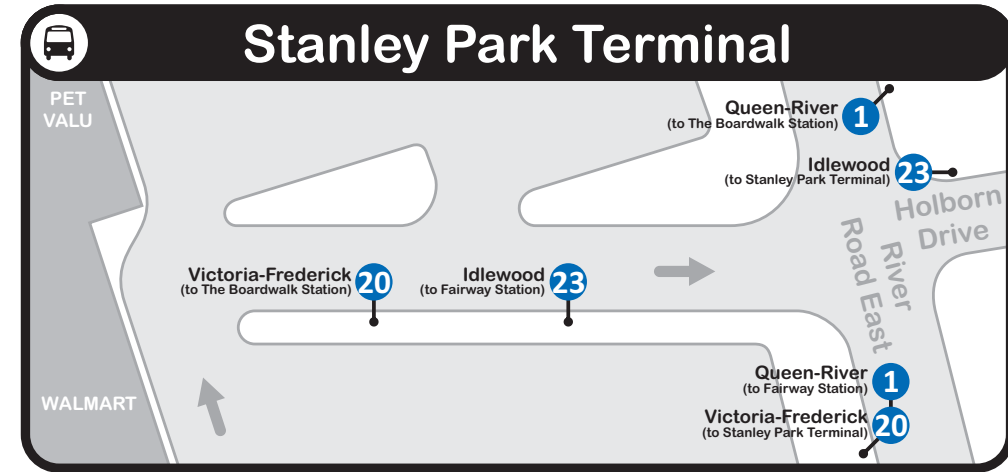 Stanley Park Terminal
PET
VALU
Queen-River
(to The Boardwalk Station)
1
Idlewood
(to Stanley Park Terminal)
23
Holborn
Drive
River
Road East
Victoria-Frederick
(to The Boardwalk Station)
20
Idlewood
(to Fairway Station)
23
Queen-River
(to Fairway Station)
1
WALMART
Victoria-Frederick
(to Stanley Park Terminal)
20